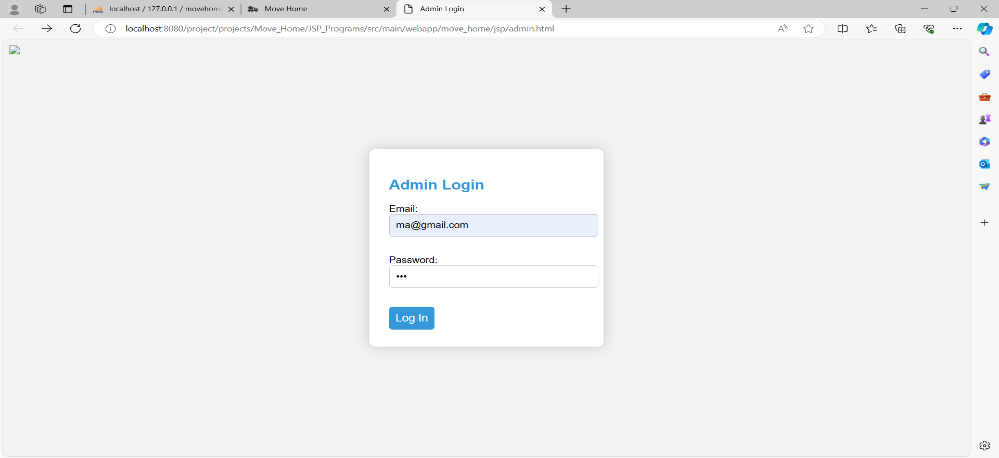 localhost / 127.0.0.1 / movehom
Move Home
Admin Login
localhost:8080/project/projects/Move_Home/JSP_Programs/src/main/webapp/move_home/jsp/admin.html
Admin Login
Email:
ma@gmail.com
Password:
•••
Log In